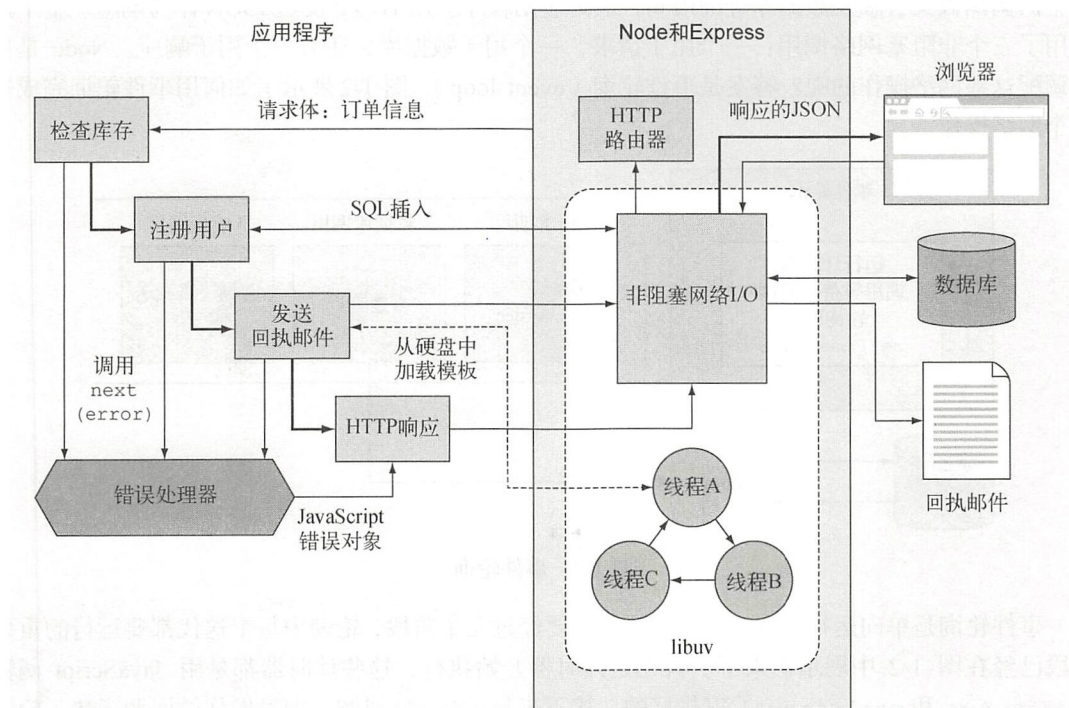 应用程序
Node和Express
浏览器
检查库存
请求体：订单信息
HTTP
路由器
响应的JSON
注册用户
SQL插入
非阻塞网络I/O
数据库
发送
回执邮件
从硬盘中
加载模板
调用
next
(error)
HTTP响应
错误处理器
JavaScript
错误对象
线程A
线程C
线程B
回执邮件
libuv